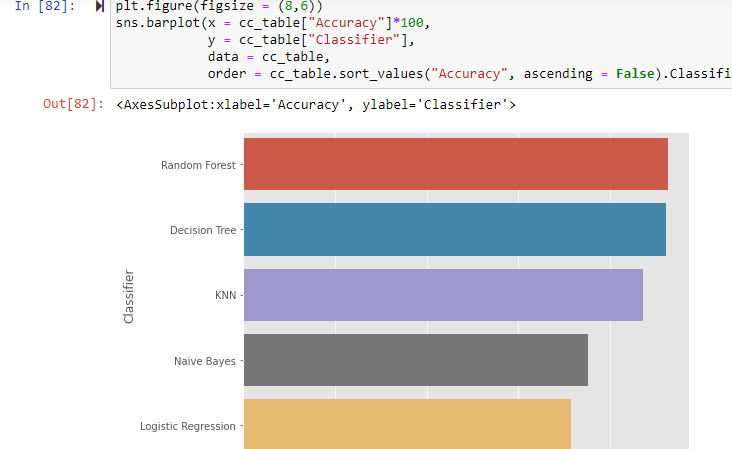 In [82]: plt.figure(figsize = (8,6))
sns.barplot(x = cc_table["Accuracy"]*100,
y = cc_table["Classifier"],
data = cc_table,
order = cc_table.sort_values("Accuracy", ascending = False).Classifi
Out[82]: <AxesSubplot:xlabel='Accuracy', ylabel='Classifier'>
Random Forest
Decision Tree
KNN
Classifier
Naive Bayes
Logistic Regression